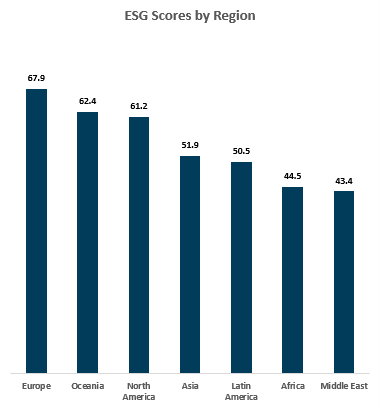 ESG Scores by Region
67.9
62.4
61.2
51.9
50.5
44.5
43.4
Europe
Oceania
North
America
Asia
Latin
America
Africa
Middle East